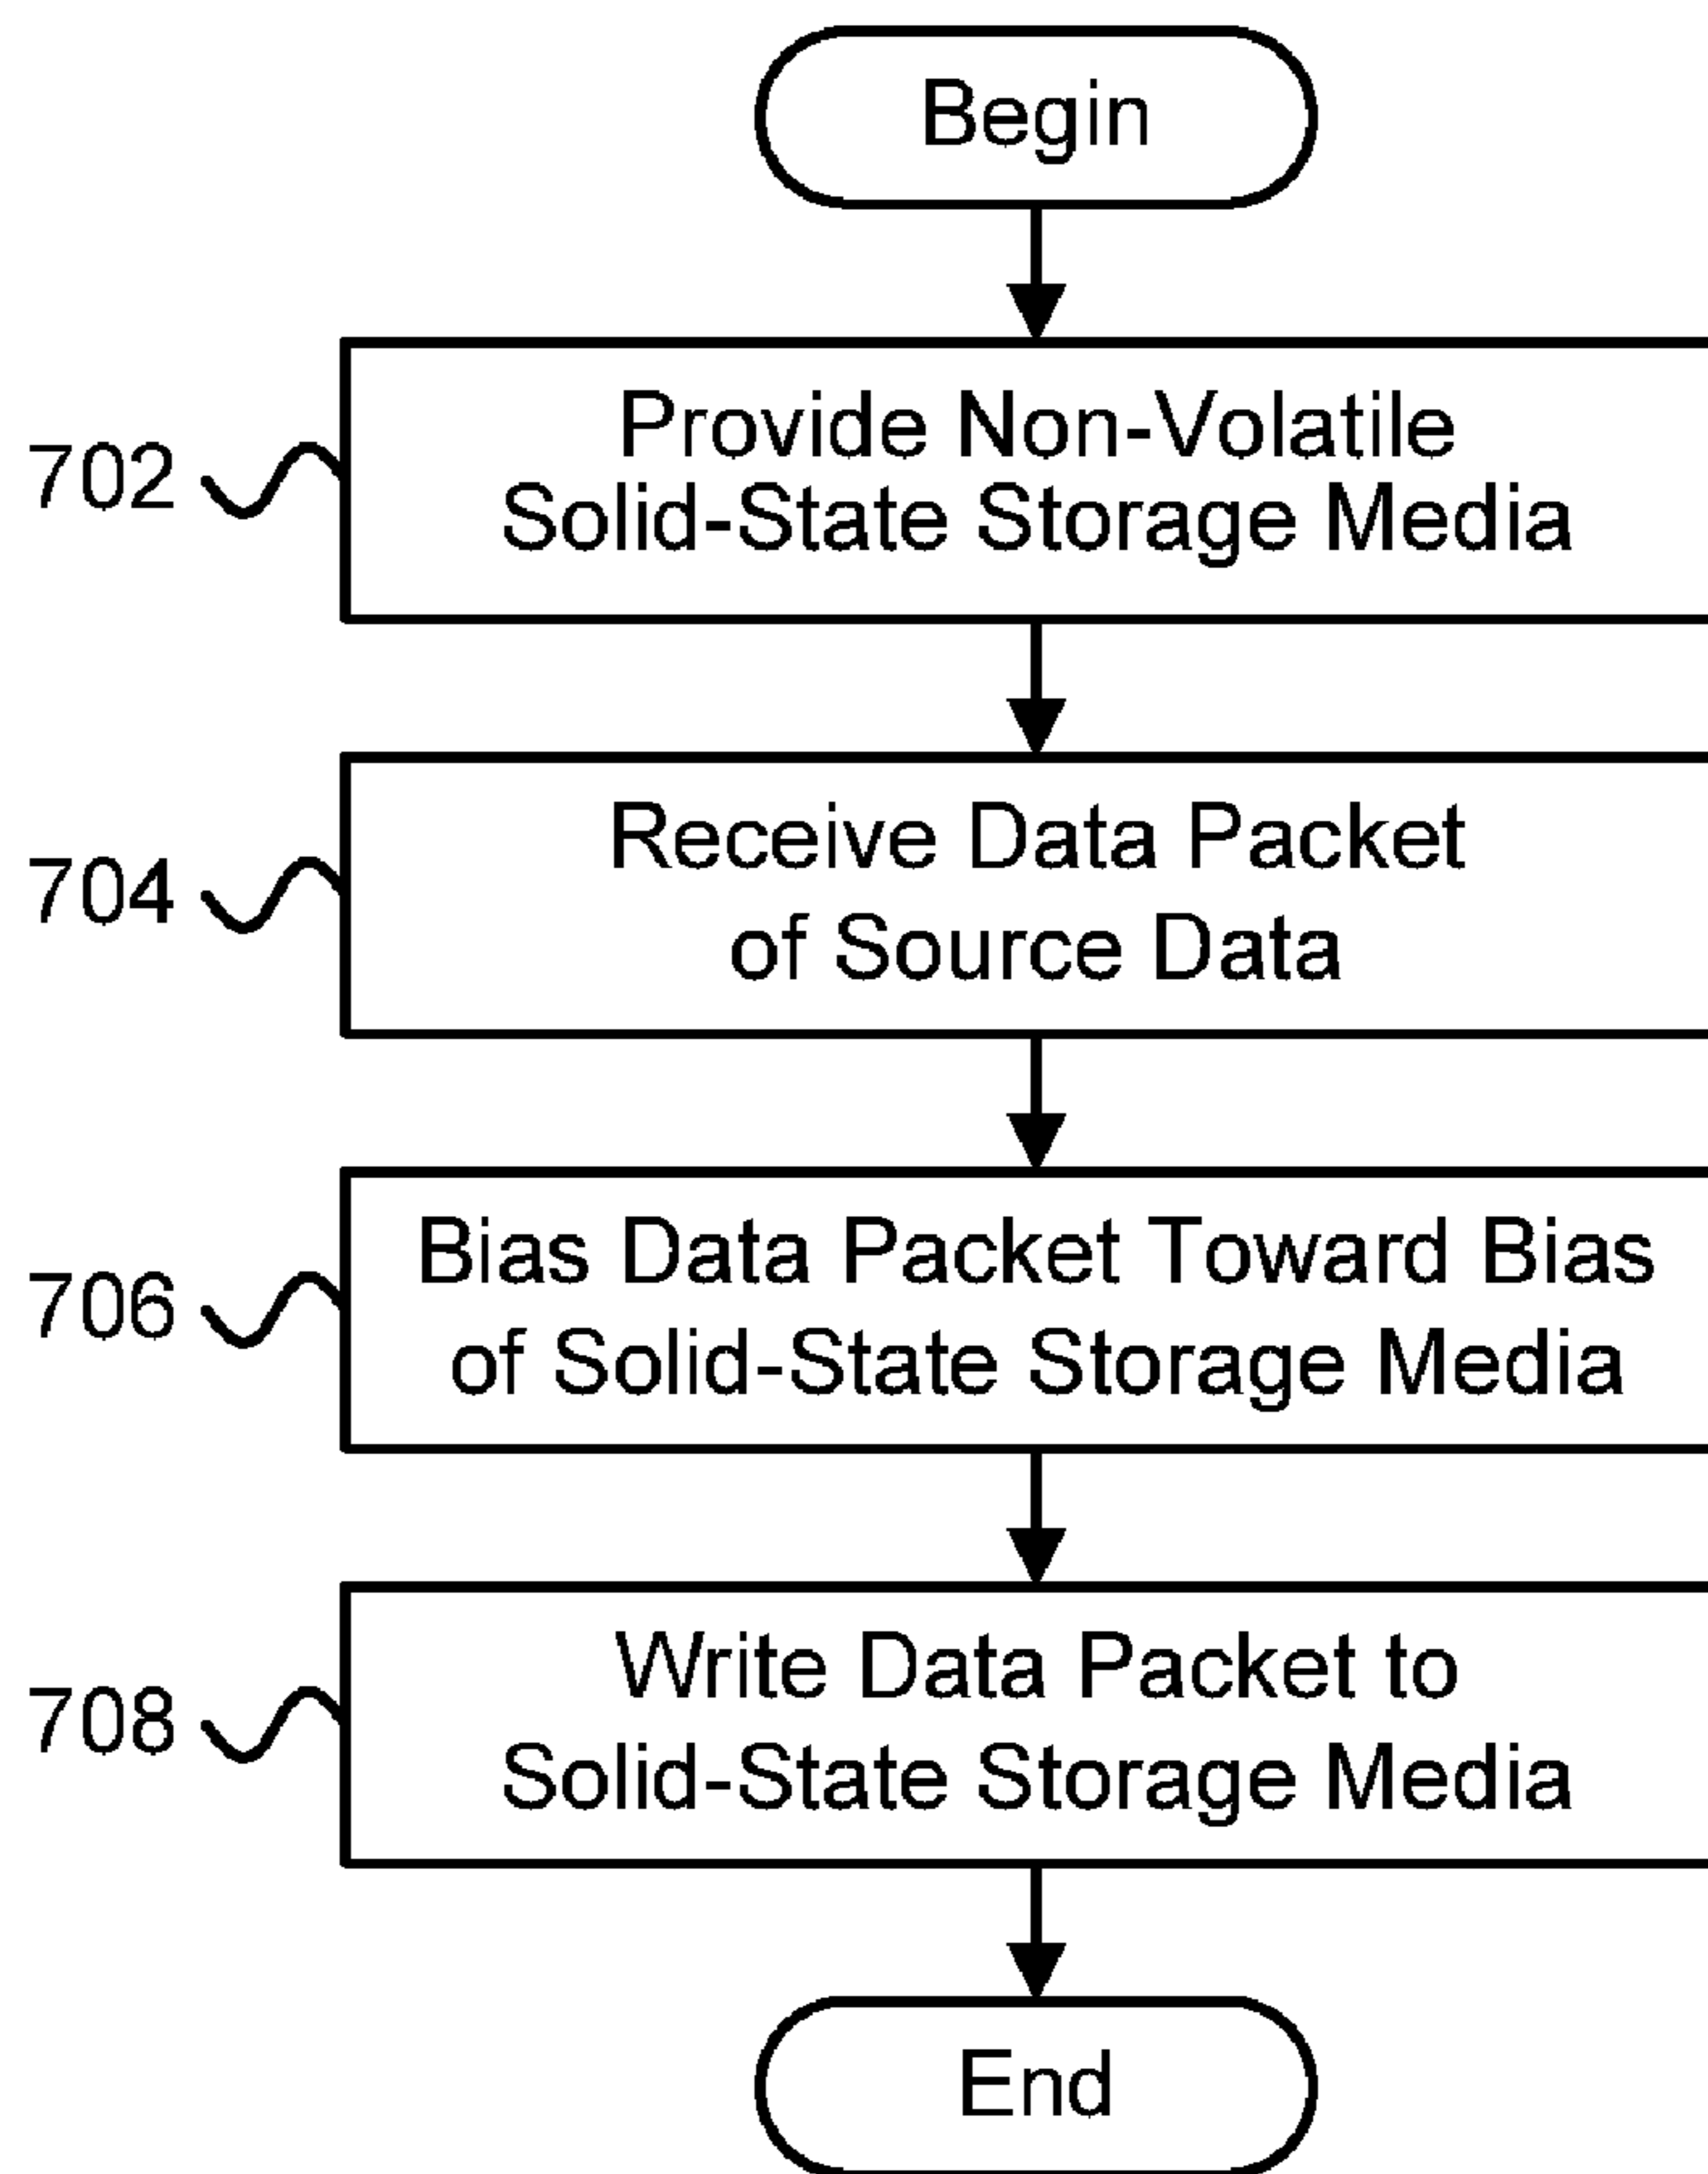 Begin
702
Provide Non-Volatile
Solid-State Storage Media
704
Receive Data Packet
of Source Data
706
Bias Data Packet Toward Bias
of Solid-State Storage Media
708
Write Data Packet to
Solid-State Storage Media
End